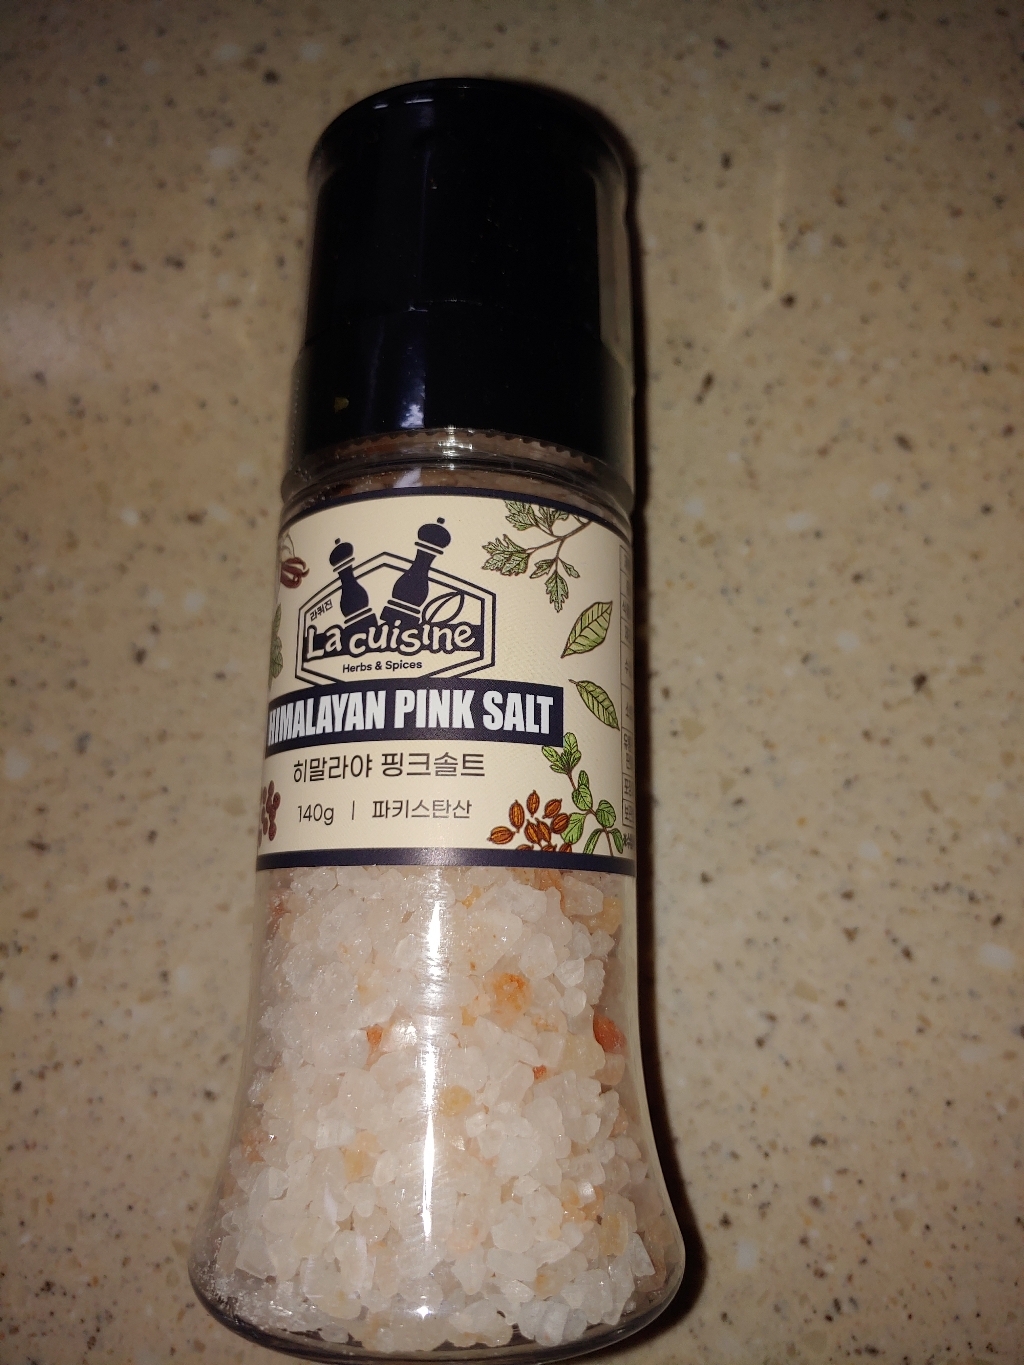 라퀴진
La cuisine
Herbs & Spices
HIMALAYAN PINK SALT
히말라야 핑크솔트
140g | 파키스탄산